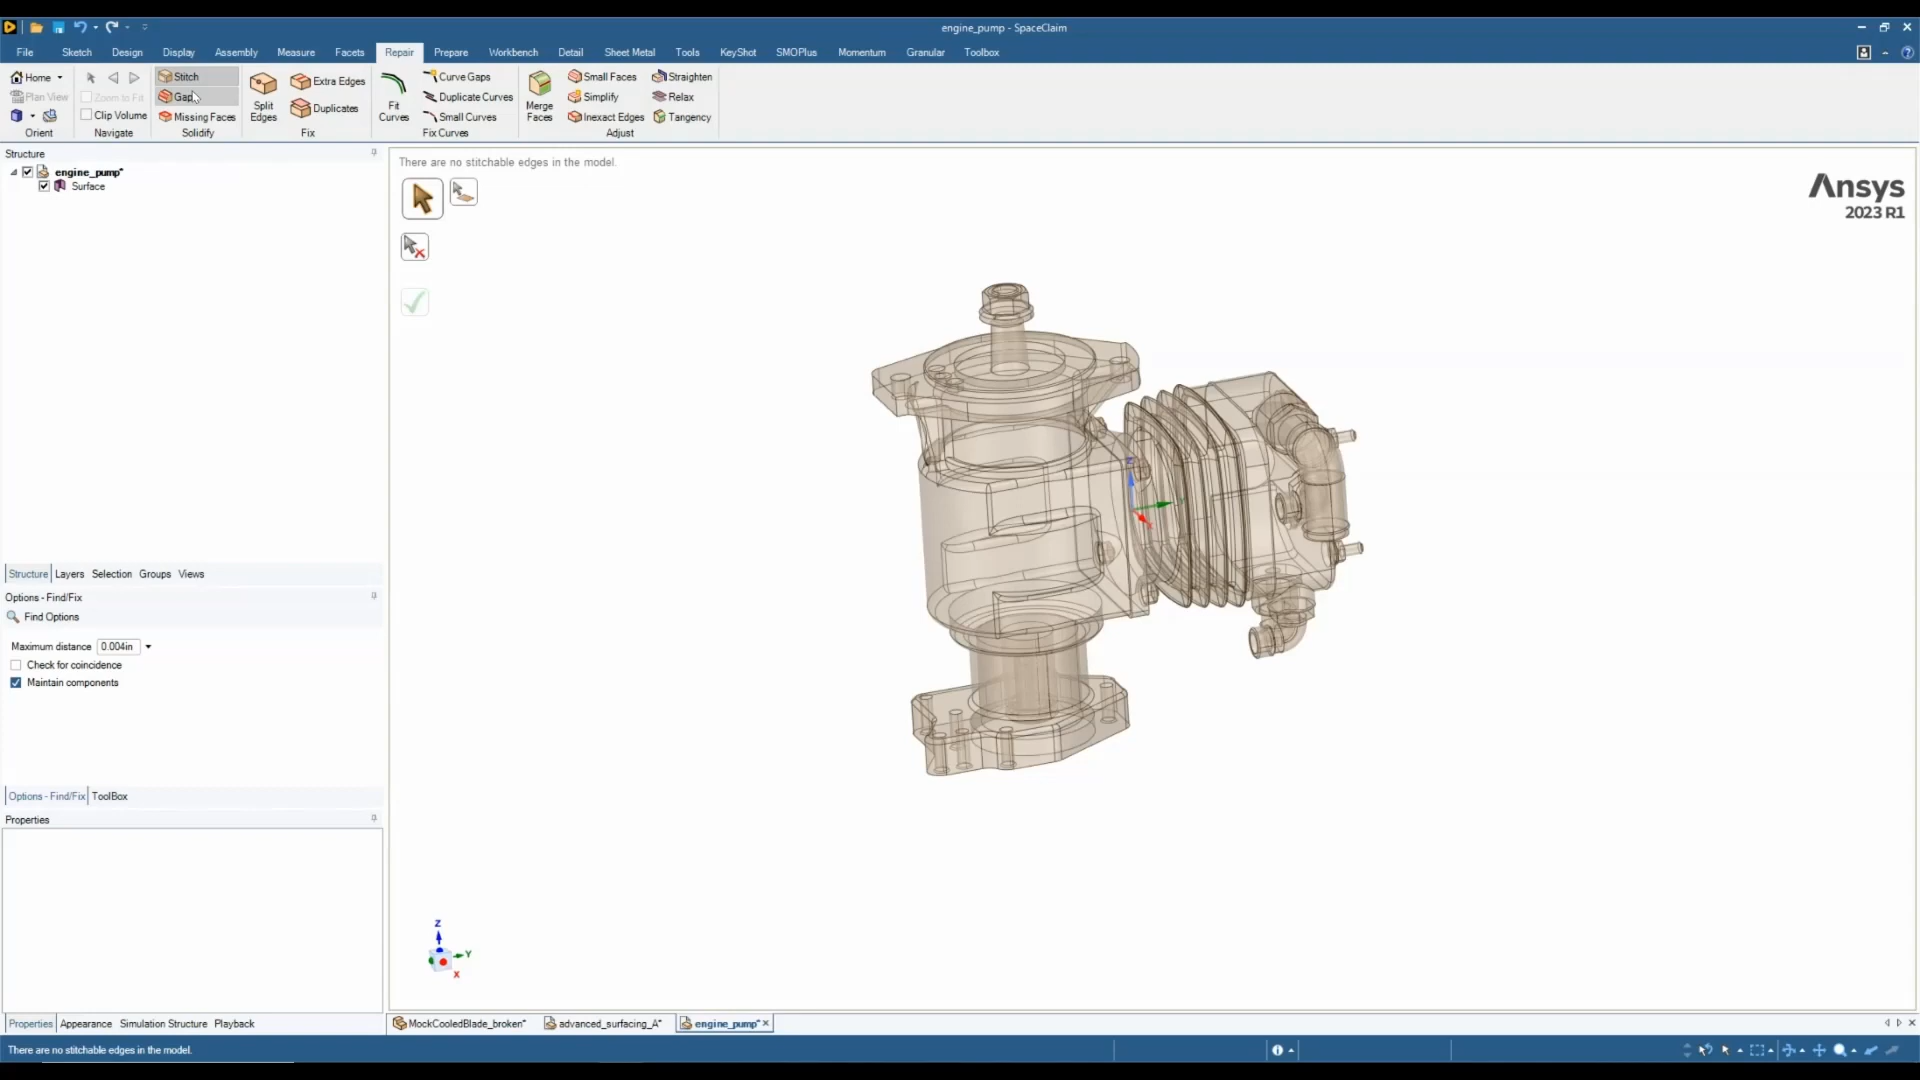 engine_pump - SpaceClaim
File Sketch Design Display Assembly Measure Facets Repair Prepare Workbench Detail Sheet Metal Tools KeyShot SMOPlus Momentum Granular Toolbox
Home
Plan View
Orient
Zoom to Fit
Clip Volume
Navigate
Stitch
Gaps
Missing Faces
Solidify
Split Edges
Extra Edges
Duplicates
Fix
Fit Curves
Curve Gaps
Duplicate Curves
Small Curves
Fix Curves
Merge Faces
Small Faces
Simplify
Inexact Edges
Straighten
Relax
Tangency
Adjust
Structure
engine_pump*
Surface
There are no stitchable edges in the model.
Ansys
2023 R1
Z
Structure Layers Selection Groups Views
Options - Find/Fix
Find Options
Maximum distance 0.004in
Check for coincidence
Maintain components
Options - Find/Fix ToolBox
Properties
Z
Y
X
Properties Appearance Simulation Structure Playback
MockCooledBlade_broken* advanced_surfacing_A* engine_pump*
There are no stitchable edges in the model.